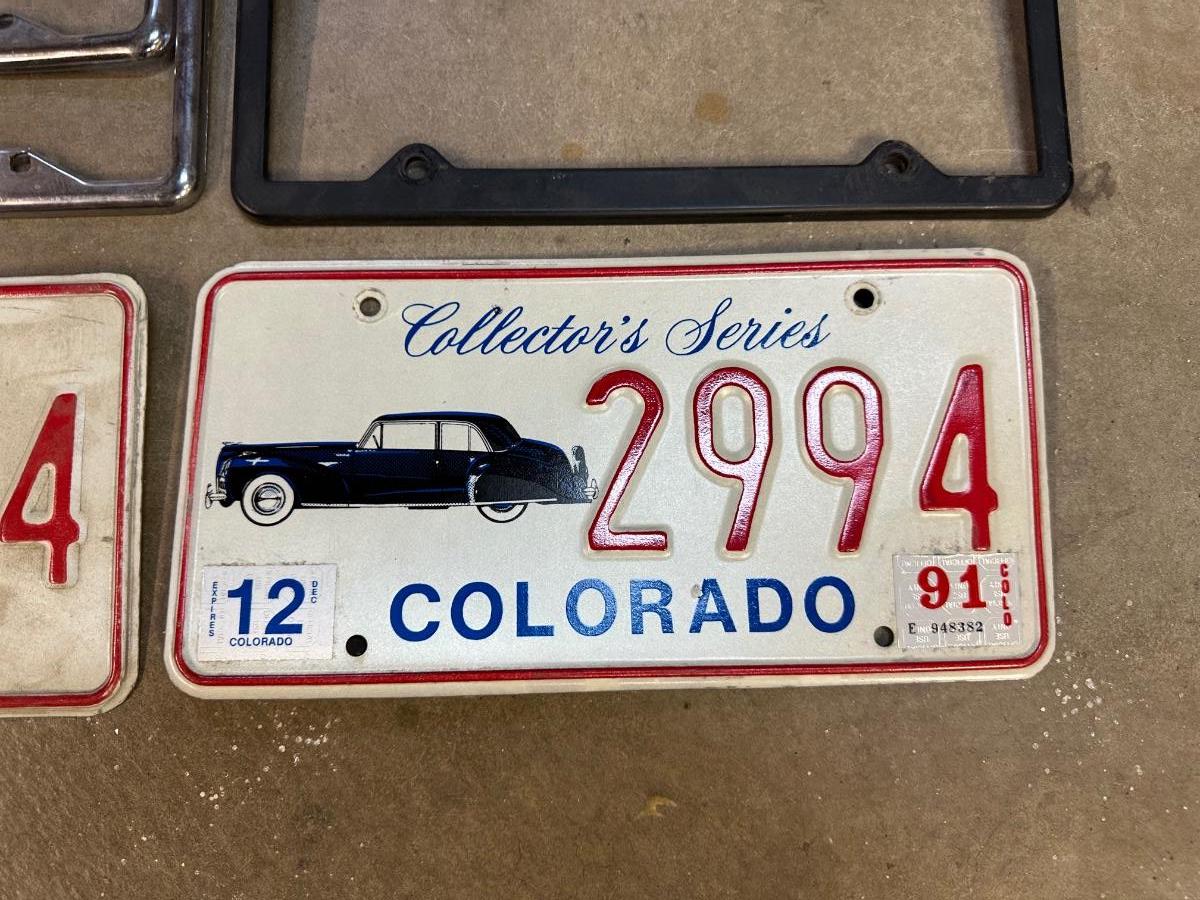 Collector's Series
4
2994
EXPIRES 12 DEC
COLORADO
COLORADO
91 COLO
E 948382